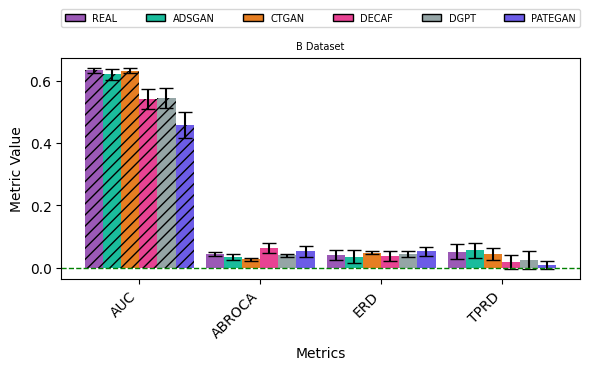 REAL ADSGAN CTGAN DECAF DGPT PATEGAN
B Dataset
0.6
0.4
0.2
0.0
Metric Value
AUC
ABROCA
ERD
TPRD
Metrics